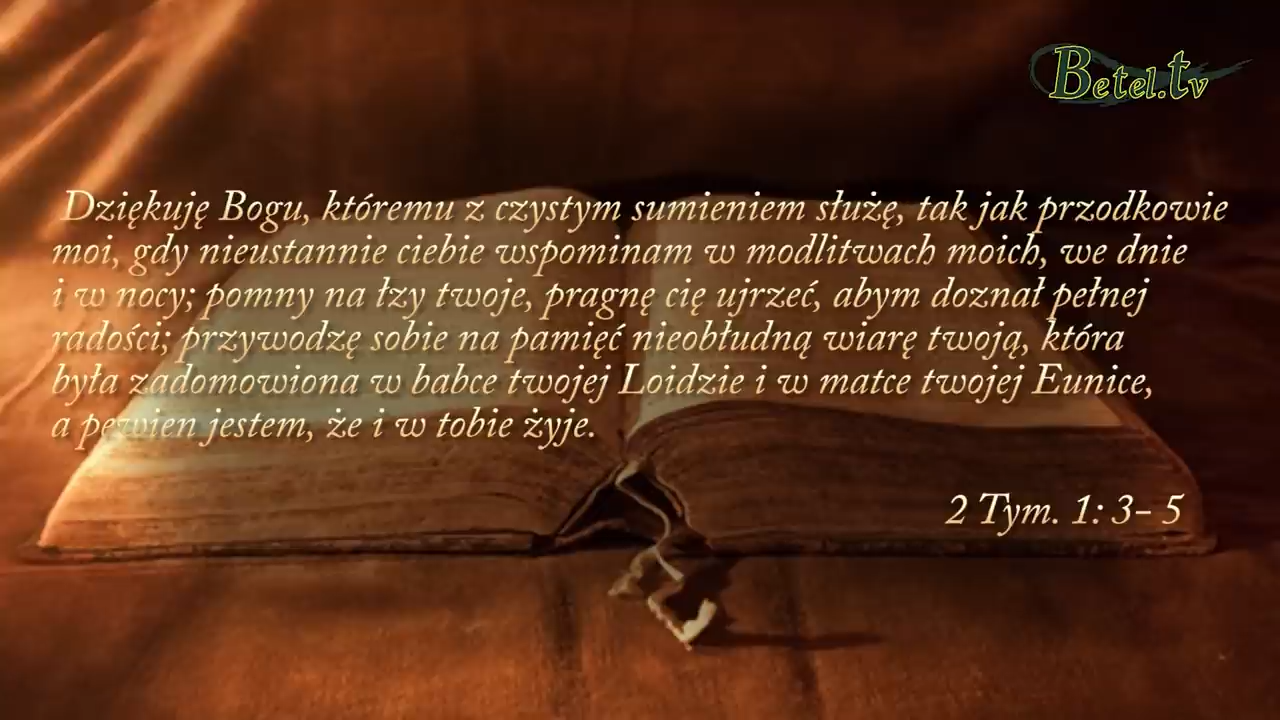 Betel.tv
Dziękuję Bogu, któremu z czystym sumieniem służę, tak jak przodkowie
moi, gdy nieustannie ciebie wspominam w modlitwach moich, we dnie
i w nocy; pomny na łzy twoje, pragnę cię ujrzeć, abym doznał pełnej
radości; przywodzę sobie na pamięć nieobłudną wiarę twoją, która
była zadomowiona w babce twojej Loidzie i w matce twojej Eunice,
a pewien jestem, że i w tobie żyje.
2 Tym. 1: 3- 5